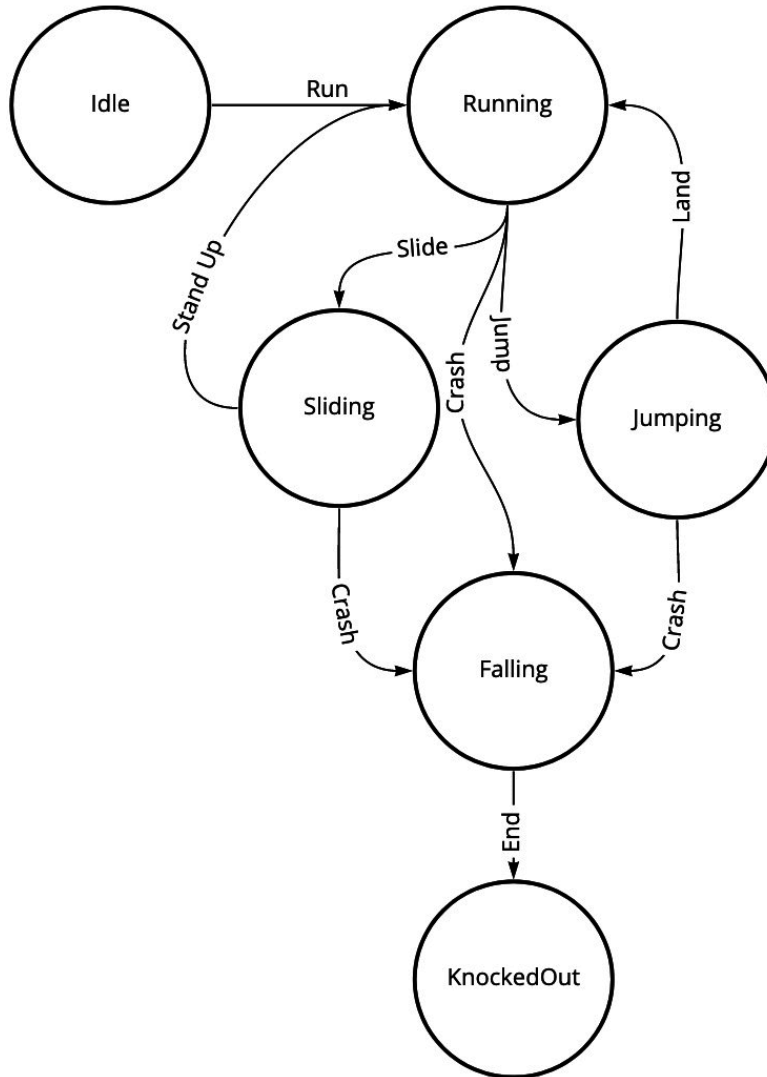 Idle
Run
Running
Land
Slide
Stand Up
Jump
Crash
Sliding
Jumping
Crash
Crash
Falling
End
KnockedOut